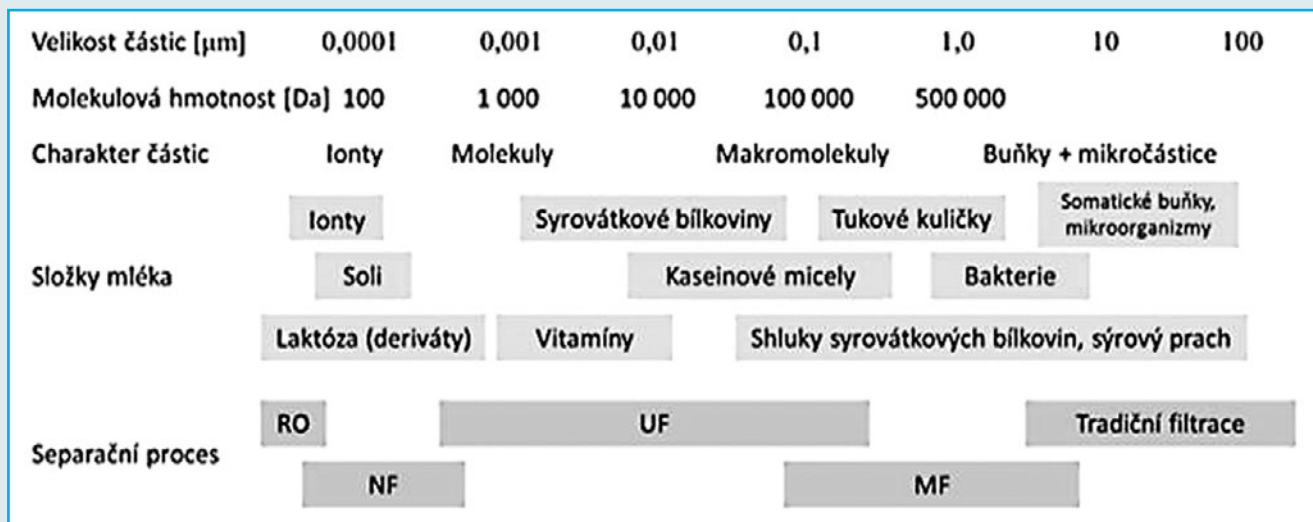 Velikost částic [μm] 0,0001 0,001 0,01 0,1 1,0 10 100
Molekulová hmotnost [Da] 100 1 000 10 000 100 000 500 000
Charakter částic Ionty Molekuly Makromolekuly Buňky + mikročástice
Ionty Syrovátkové bílkoviny Tukové kuličky Somatické buňky,
mikroorganizmy
Složky mléka Soli Kaseinové micely Bakterie
Laktóza (deriváty) Vitamíny Shluky syrovátkových bílkovin, sýrový prach
RO UF Tradiční filtrace
Separační proces
NF MF